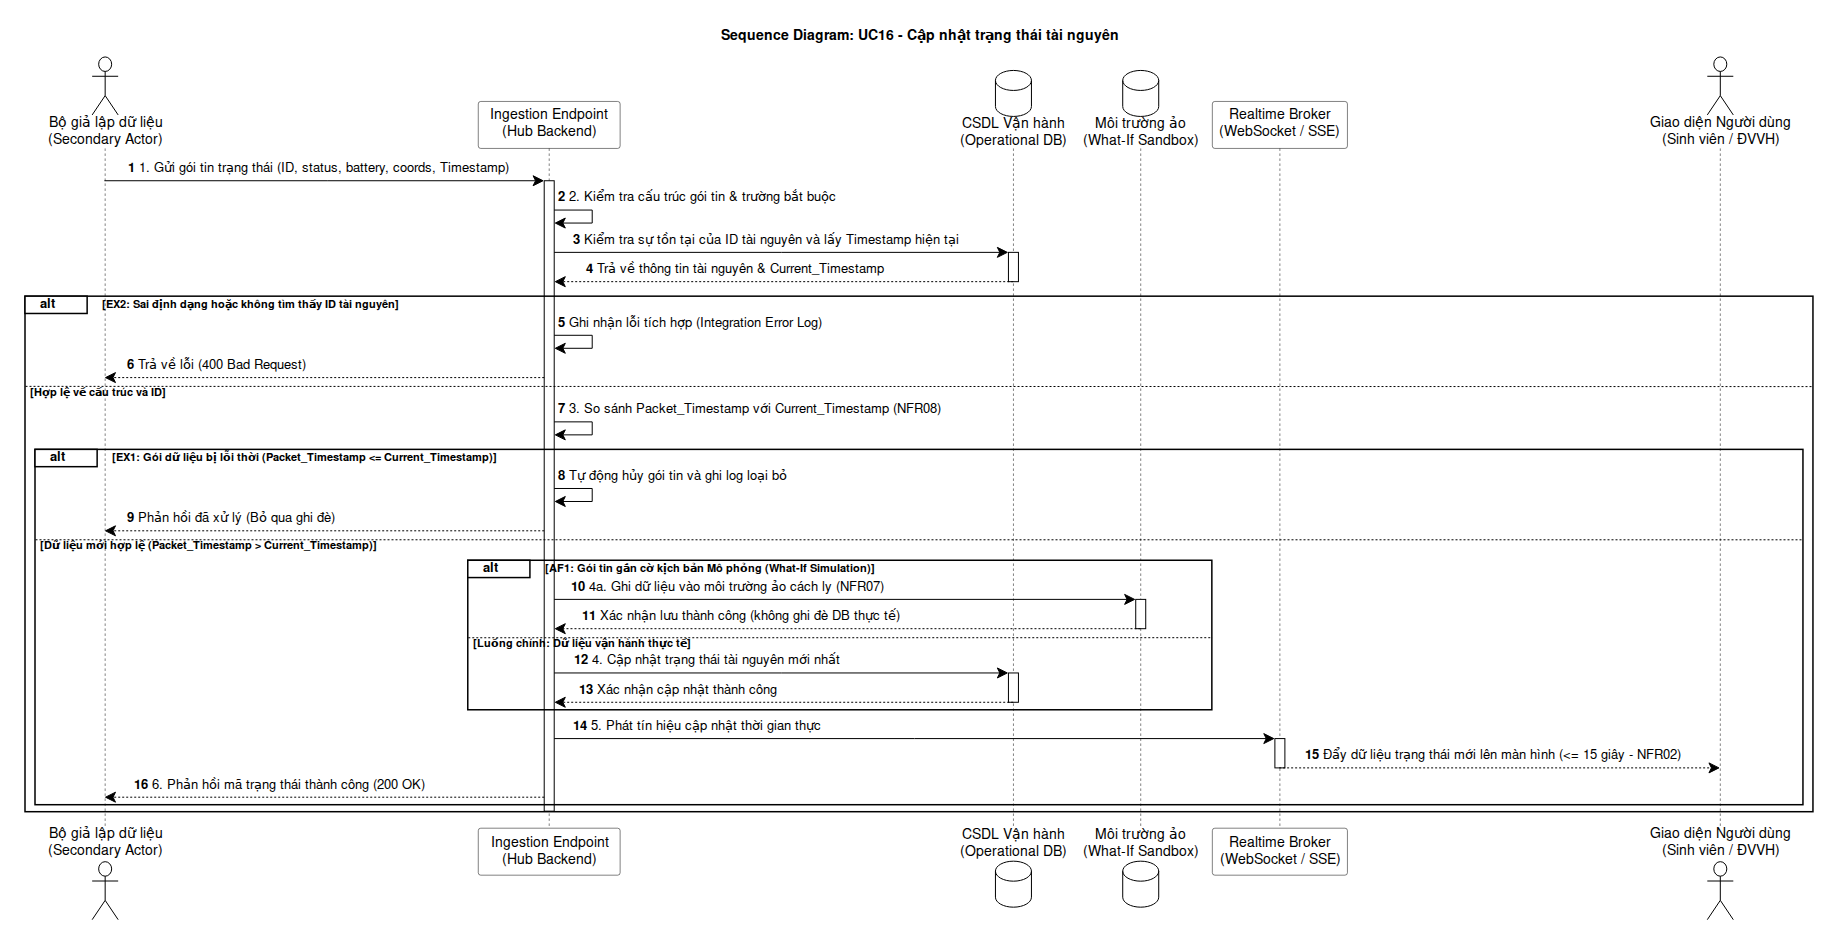 Sequence Diagram: UC16 - Cập nhật trạng thái tài nguyên
Bộ giả lập dữ liệu
(Secondary Actor)
Ingestion Endpoint
(Hub Backend)
CSDL Vận hành
(Operational DB)
Môi trường ảo
(What-If Sandbox)
Realtime Broker
(WebSocket / SSE)
Giao diện Người dùng
(Sinh viên / ĐVVH)
1 1. Gửi gói tin trạng thái (ID, status, battery, coords, Timestamp)
2 2. Kiểm tra cấu trúc gói tin & trường bắt buộc
3 Kiểm tra sự tồn tại của ID tài nguyên và lấy Timestamp hiện tại
4 Trả về thông tin tài nguyên & Current_Timestamp
alt [EX2: Sai định dạng hoặc không tìm thấy ID tài nguyên]
5 Ghi nhận lỗi tích hợp (Integration Error Log)
6 Trả về lỗi (400 Bad Request)
[Hợp lệ về cấu trúc và ID]
7 3. So sánh Packet_Timestamp với Current_Timestamp (NFR08)
alt [EX1: Gói dữ liệu bị lỗi thời (Packet_Timestamp <= Current_Timestamp)]
8 Tự động hủy gói tin và ghi log loại bỏ
9 Phản hồi đã xử lý (Bỏ qua ghi đè)
[Dữ liệu mới hợp lệ (Packet_Timestamp > Current_Timestamp)]
alt [AF1: Gói tin gắn cờ kịch bản Mô phỏng (What-If Simulation)]
10 4a. Ghi dữ liệu vào môi trường ảo cách ly (NFR07)
11 Xác nhận lưu thành công (không ghi đè DB thực tế)
[Luồng chính: Dữ liệu vận hành thực tế]
12 4. Cập nhật trạng thái tài nguyên mới nhất
13 Xác nhận cập nhật thành công
14 5. Phát tín hiệu cập nhật thời gian thực
15 Đẩy dữ liệu trạng thái mới lên màn hình (<= 15 giây - NFR02)
16 6. Phản hồi mã trạng thái thành công (200 OK)
Bộ giả lập dữ liệu
(Secondary Actor)
Ingestion Endpoint
(Hub Backend)
CSDL Vận hành
(Operational DB)
Môi trường ảo
(What-If Sandbox)
Realtime Broker
(WebSocket / SSE)
Giao diện Người dùng
(Sinh viên / ĐVVH)